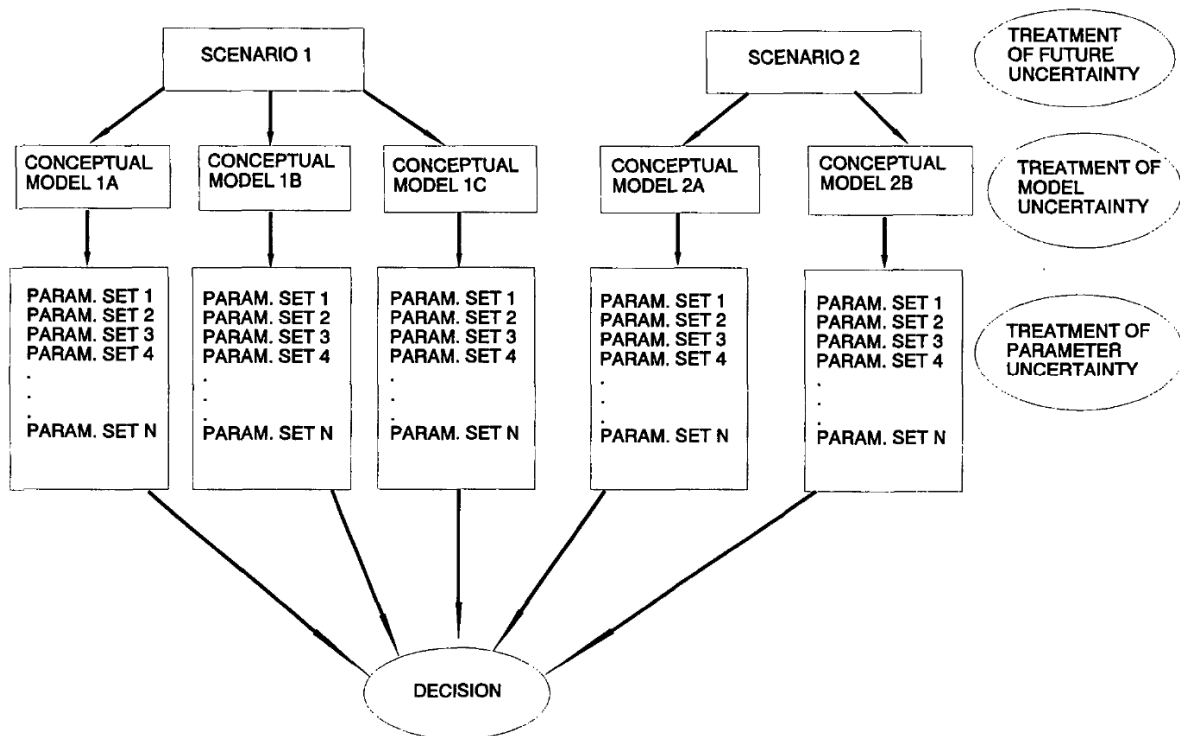 SCENARIO 1
SCENARIO 2
TREATMENT
OF FUTURE
UNCERTAINTY
CONCEPTUAL
MODEL 1A
CONCEPTUAL
MODEL 1B
CONCEPTUAL
MODEL 1C
CONCEPTUAL
MODEL 2A
CONCEPTUAL
MODEL 2B
TREATMENT OF
MODEL
UNCERTAINTY
PARAM. SET 1
PARAM. SET 2
PARAM. SET 3
PARAM. SET 4
.
.
.
PARAM. SET N
PARAM. SET 1
PARAM. SET 2
PARAM. SET 3
PARAM. SET 4
.
.
.
PARAM. SET N
PARAM. SET 1
PARAM. SET 2
PARAM. SET 3
PARAM. SET 4
.
.
.
PARAM. SET N
PARAM. SET 1
PARAM. SET 2
PARAM. SET 3
PARAM. SET 4
.
.
.
PARAM. SET N
PARAM. SET 1
PARAM. SET 2
PARAM. SET 3
PARAM. SET 4
.
.
.
PARAM. SET N
TREATMENT OF
PARAMETER
UNCERTAINTY
DECISION